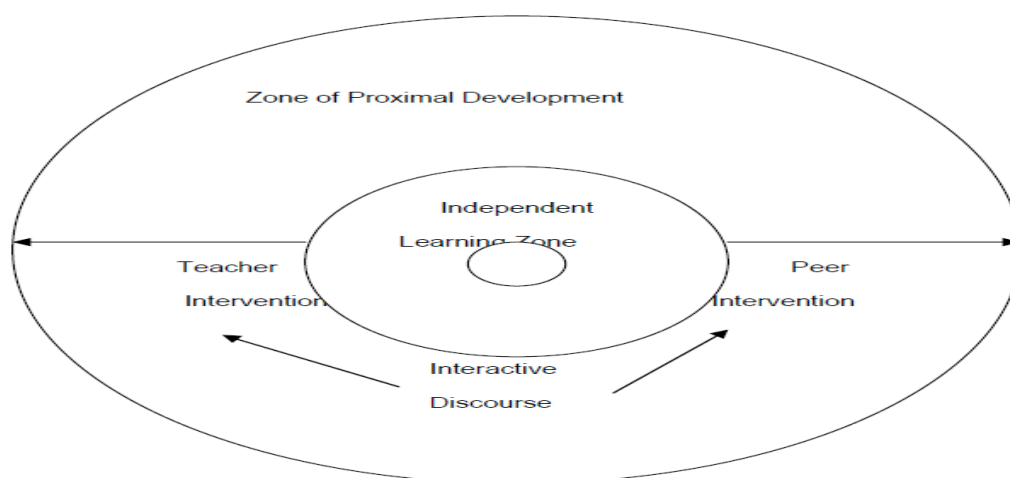 Zone of Proximal Development
Independent
Learning Zone
Teacher
Intervention
Peer
Intervention
Interactive
Discourse